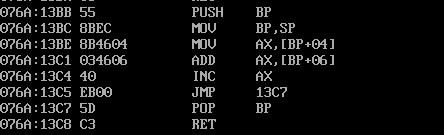 076A:13BB 55 PUSH BP
076A:13BC 8BEC MOV BP,SP
076A:13BE 8B4604 MOV AX,[BP+04]
076A:13C1 034606 ADD AX,[BP+06]
076A:13C4 40 INC AX
076A:13C5 EB00 JMP 13C7
076A:13C7 5D POP BP
076A:13C8 C3 RET